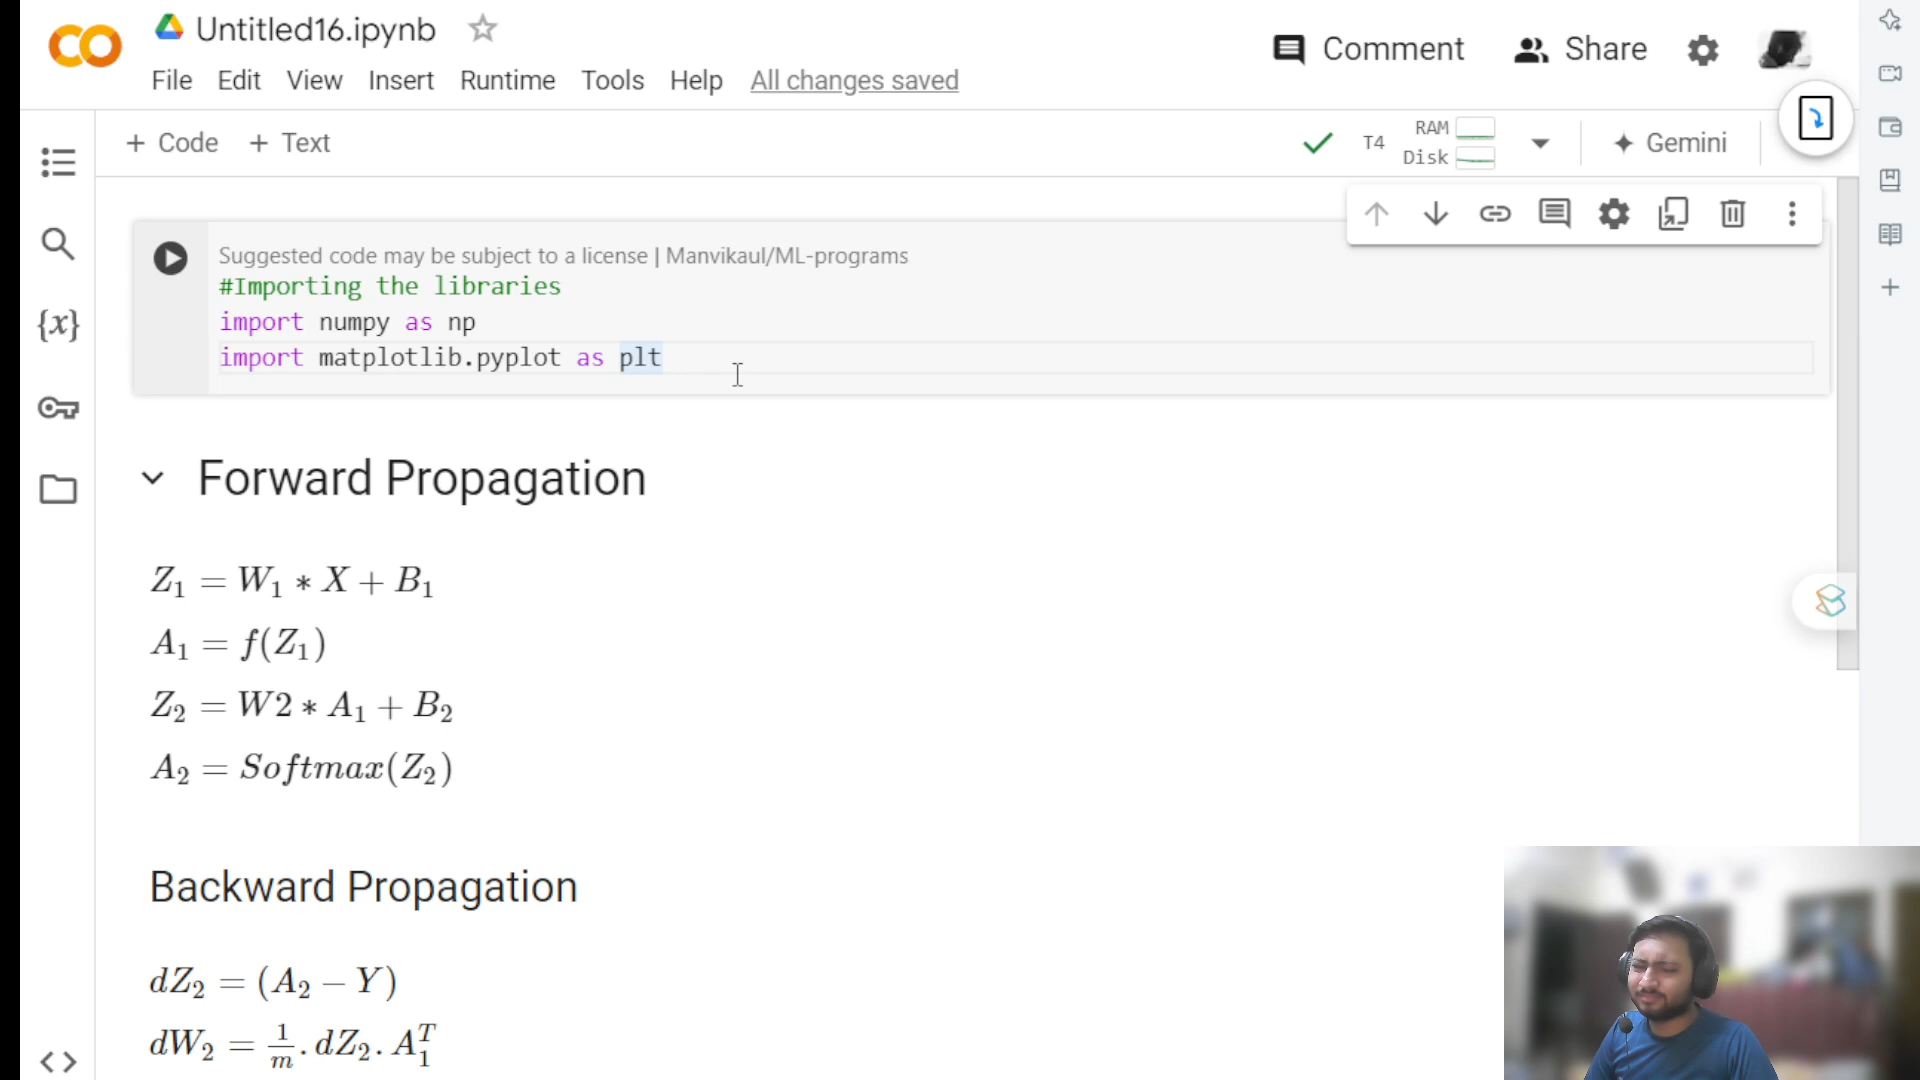 Untitled16.ipynb
File Edit View Insert Runtime Tools Help All changes saved
Comment Share
+ Code + Text
T4 RAM Disk Gemini
Suggested code may be subject to a license | Manvikaul/ML-programs
#Importing the libraries
import numpy as np
import matplotlib.pyplot as plt
Forward Propagation
Z₁ = W₁ * X + B₁
A₁ = f(Z₁)
Z₂ = W2 * A₁ + B₂
A₂ = Softmax(Z₂)
Backward Propagation
dZ₂ = (A₂ − Y)
dW₂ = 1/m . dZ₂ . A₁ᵀ